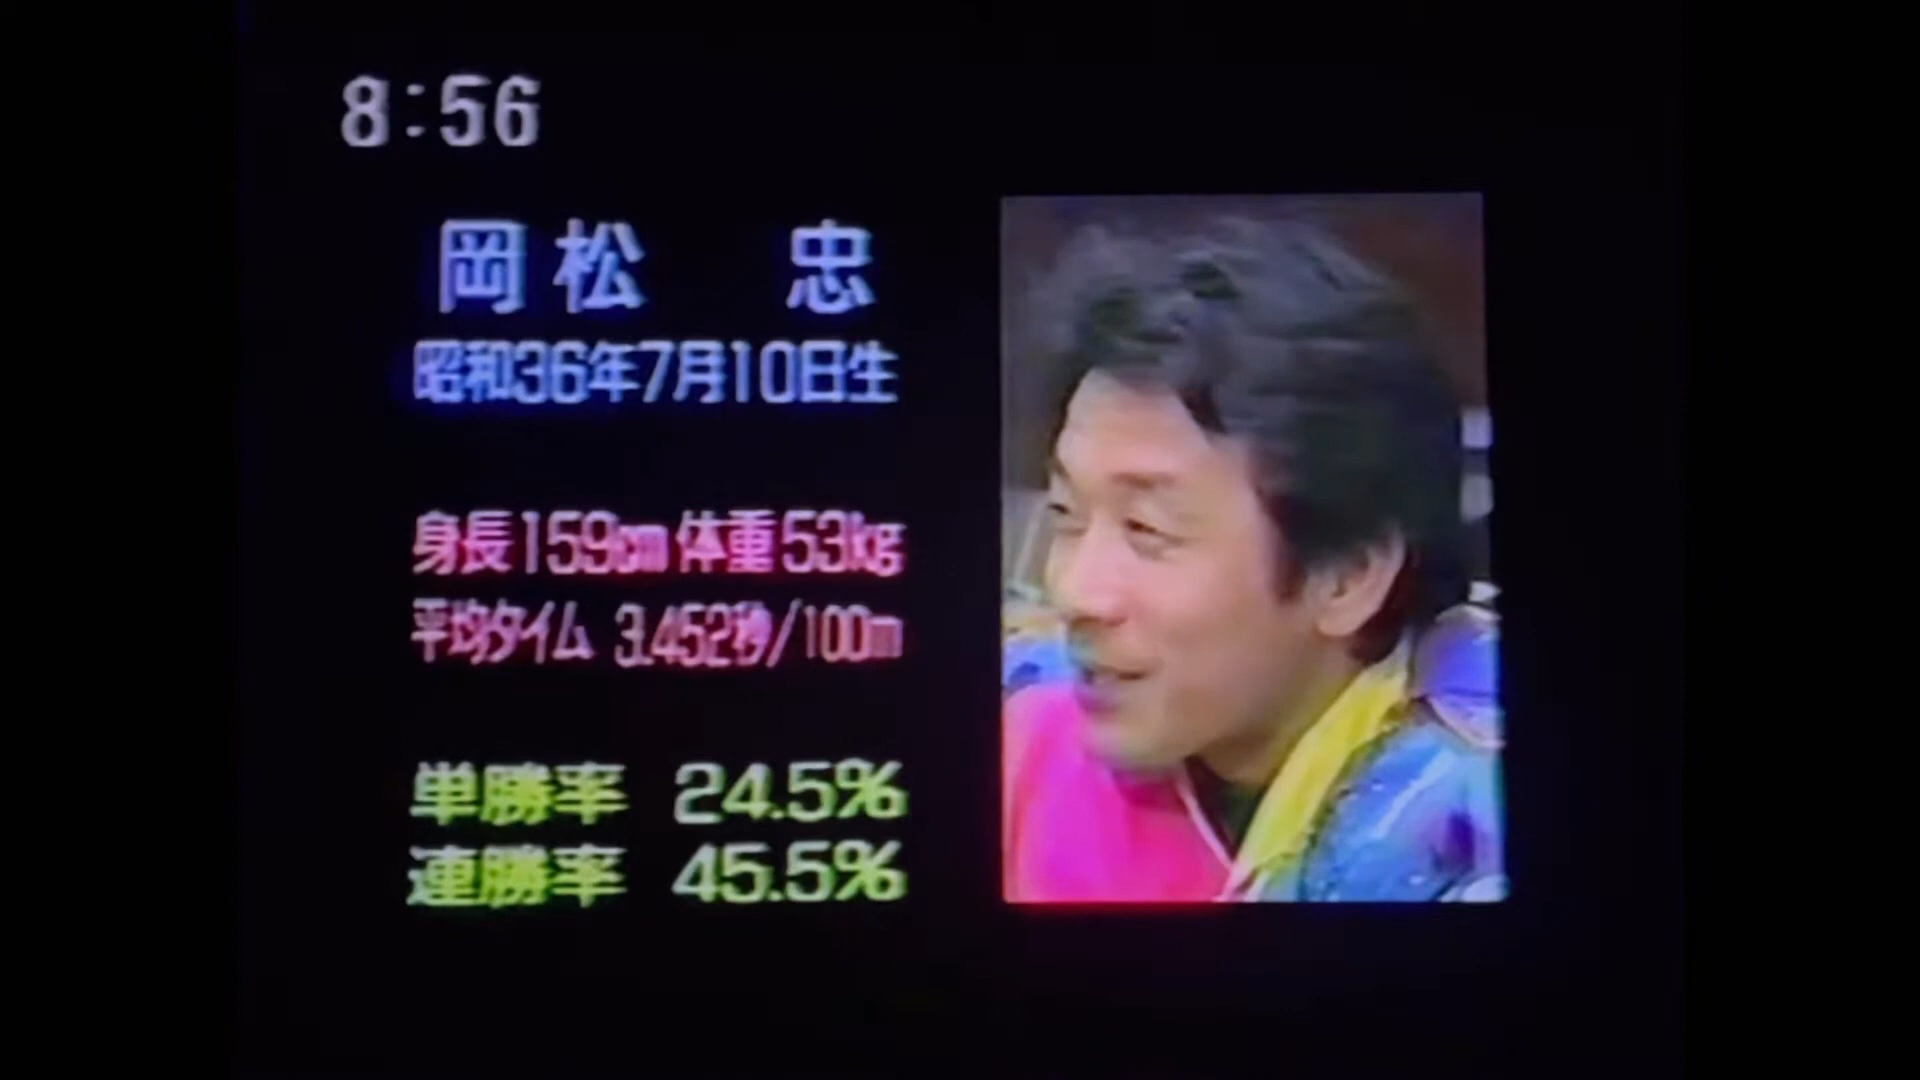 8:56
岡松 忠
昭和36年7月10日生
身長159cm 体重53kg
平均タイム 3.452秒/100m
単勝率 24.5%
連勝率 45.5%